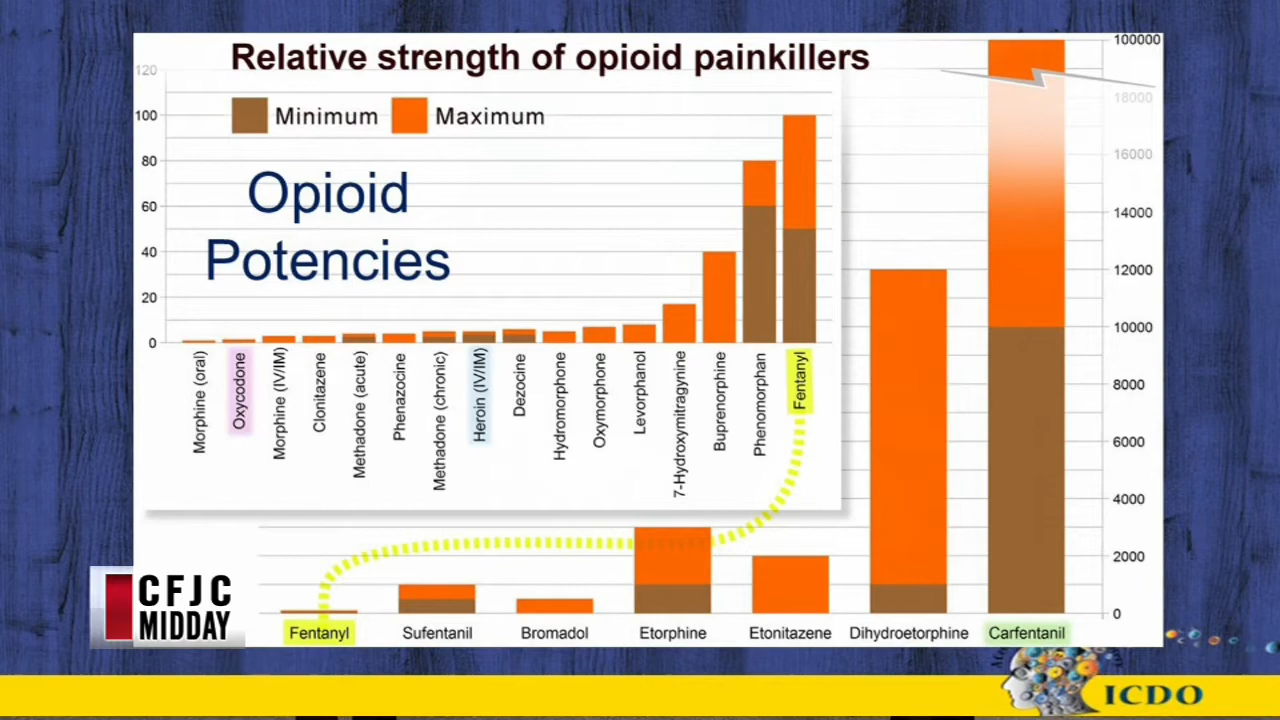 Relative strength of opioid painkillers
Minimum
Maximum
Opioid
Potencies
120
100
80
60
40
20
0
Morphine (oral)
Oxycodone
Morphine (IV/IM)
Clonitazene
Methadone (acute)
Phenazocine
Methadone (chronic)
Heroin (IV/IM)
Dezocine
Hydromorphone
Oxymorphone
Levorphanol
7-Hydroxymitragynine
Buprenorphine
Phenomorphan
Fentanyl
100000
18000
16000
14000
12000
10000
8000
6000
4000
2000
0
Fentanyl
Sufentanil
Bromadol
Etorphine
Etonitazene
Dihydroetorphine
Carfentanil
CFJC
MIDDAY
ICDO